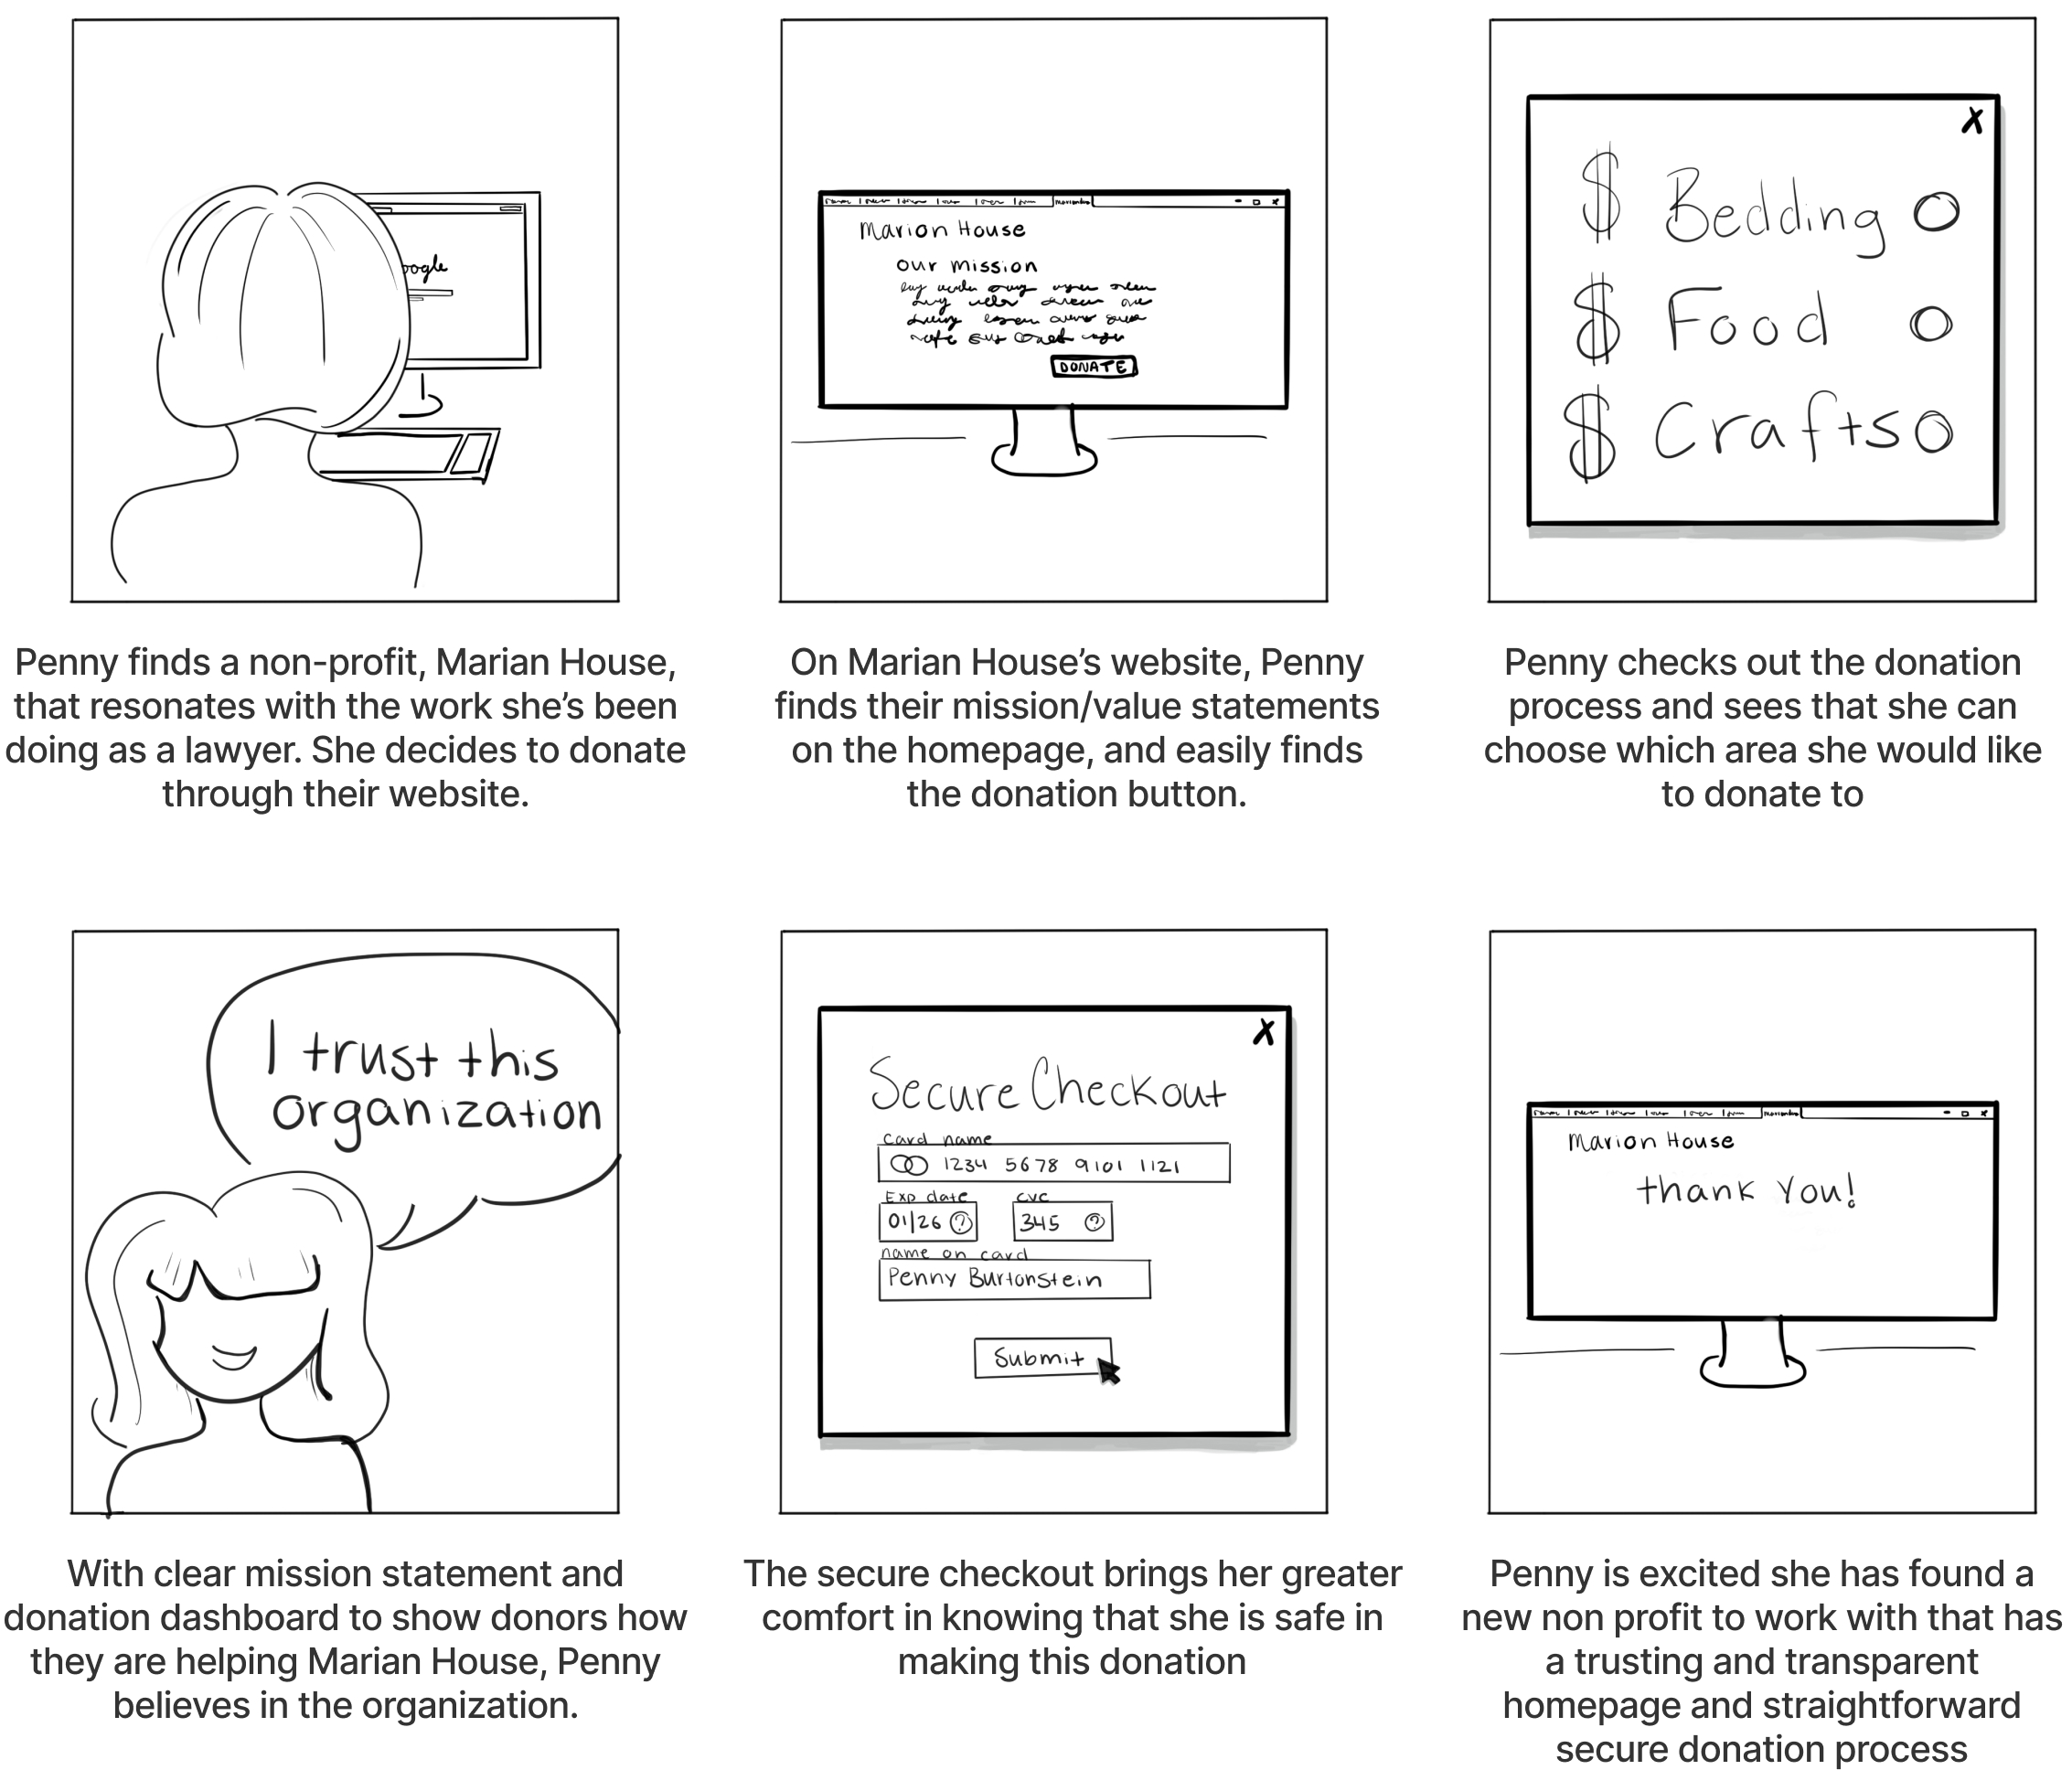 Google
Penny finds a non-profit, Marian House,
that resonates with the work she's been
doing as a lawyer. She decides to donate
through their website.
Marion House
our mission
DONATE
On Marian House's website, Penny
finds their mission/value statements
on the homepage, and easily finds
the donation button.
X
$ Bedding
$ Food
$ Crafts
Penny checks out the donation
process and sees that she can
choose which area she would like
to donate to
I trust this
organization
With clear mission statement and
donation dashboard to show donors how
they are helping Marian House, Penny
believes in the organization.
X
Secure Checkout
Card name
1234 5678 9101 1121
Exp date CVC
01/26 ? 345 ?
name on card
Penny Burtonstein
Submit
The secure checkout brings her greater
comfort in knowing that she is safe in
making this donation
Marion House
thank you!
Penny is excited she has found a
new non profit to work with that has
a trusting and transparent
homepage and straightforward
secure donation process